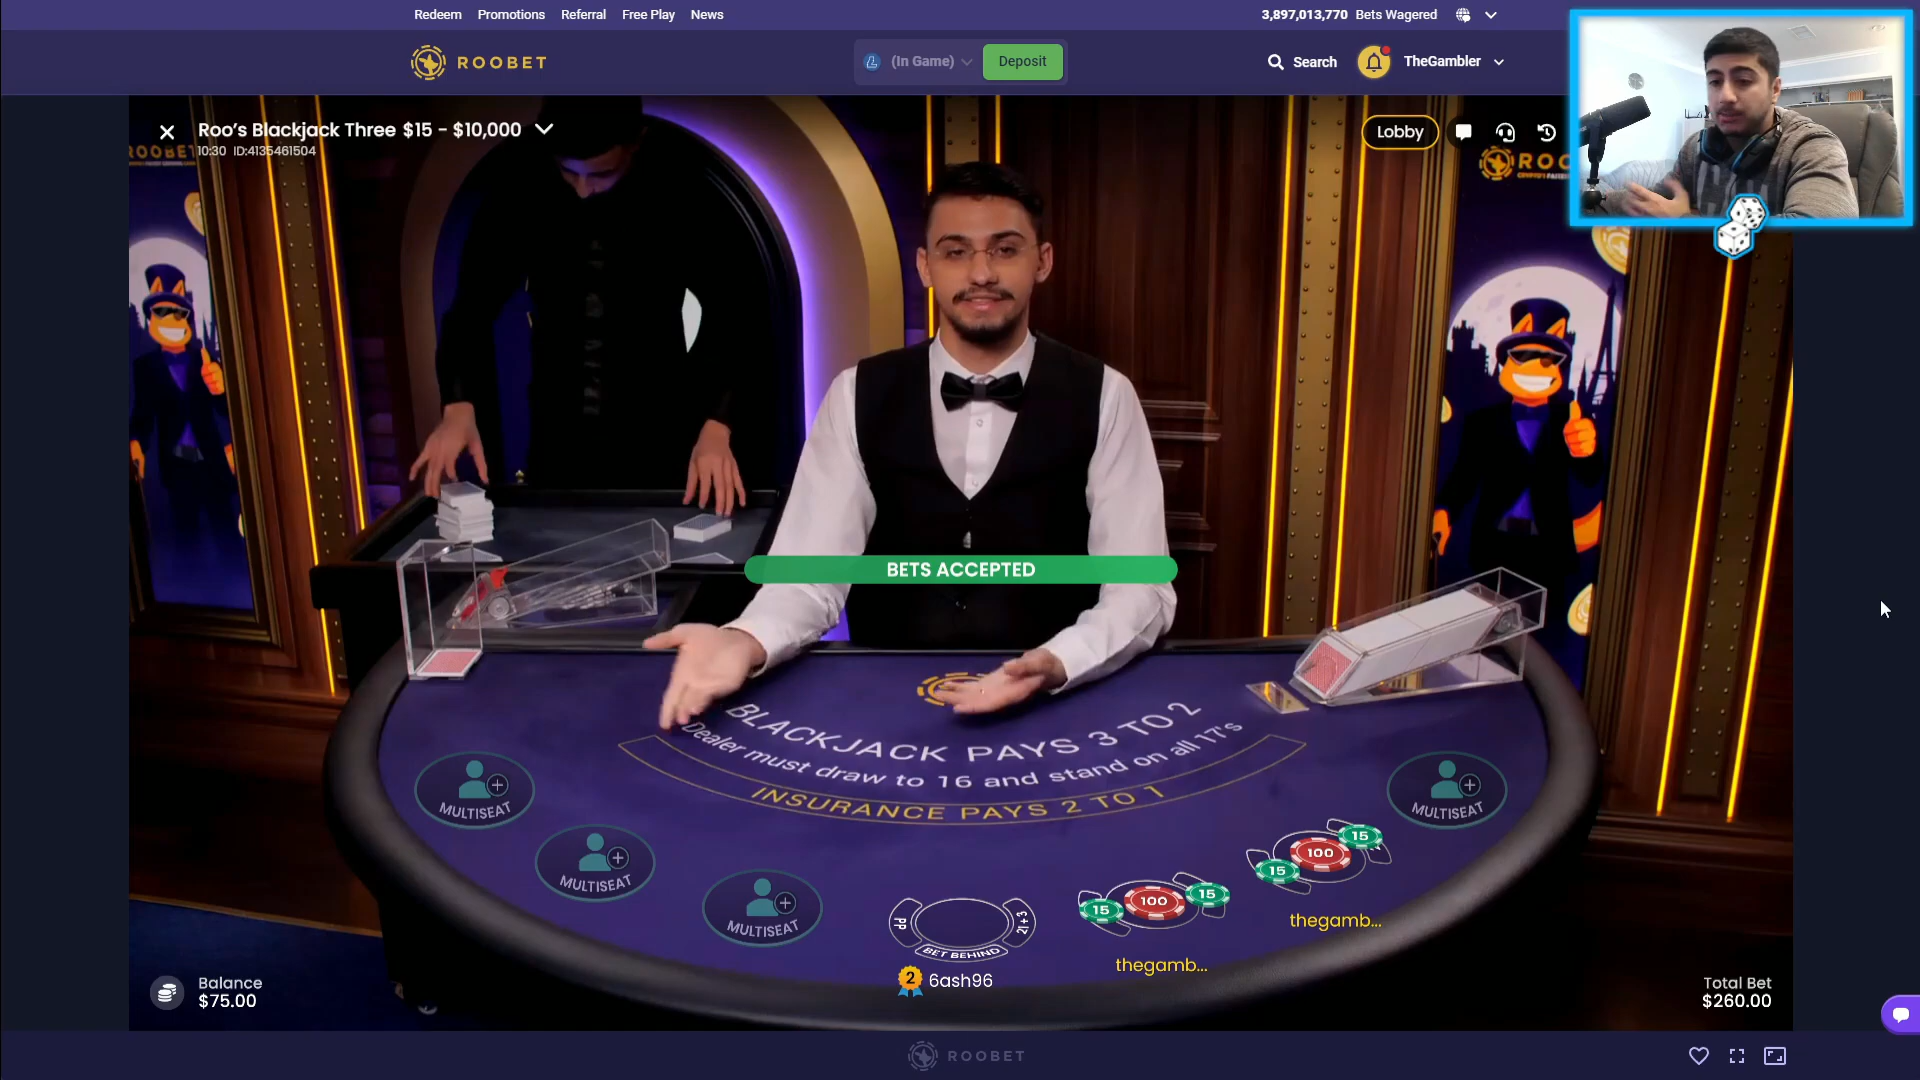 Redeem Promotions Referral Free Play News
3,897,013,770 Bets Wagered
ROOBET
(In Game)
Deposit
Search
TheGambler
Roo's Blackjack Three $15 - $10,000
10:30 ID:4135461504
Lobby
ROOBET
ROO
BETS ACCEPTED
BLACKJACK PAYS 3 TO 2
Dealer must draw to 16 and stand on all 17's
INSURANCE PAYS 2 TO 1
MULTISEAT
MULTISEAT
MULTISEAT
MULTISEAT
PP
21+3
BET BEHIND
2 6ash96
15 100 15
thegamb...
15 100 15
thegamb...
Balance
$75.00
Total Bet
$260.00
ROOBET